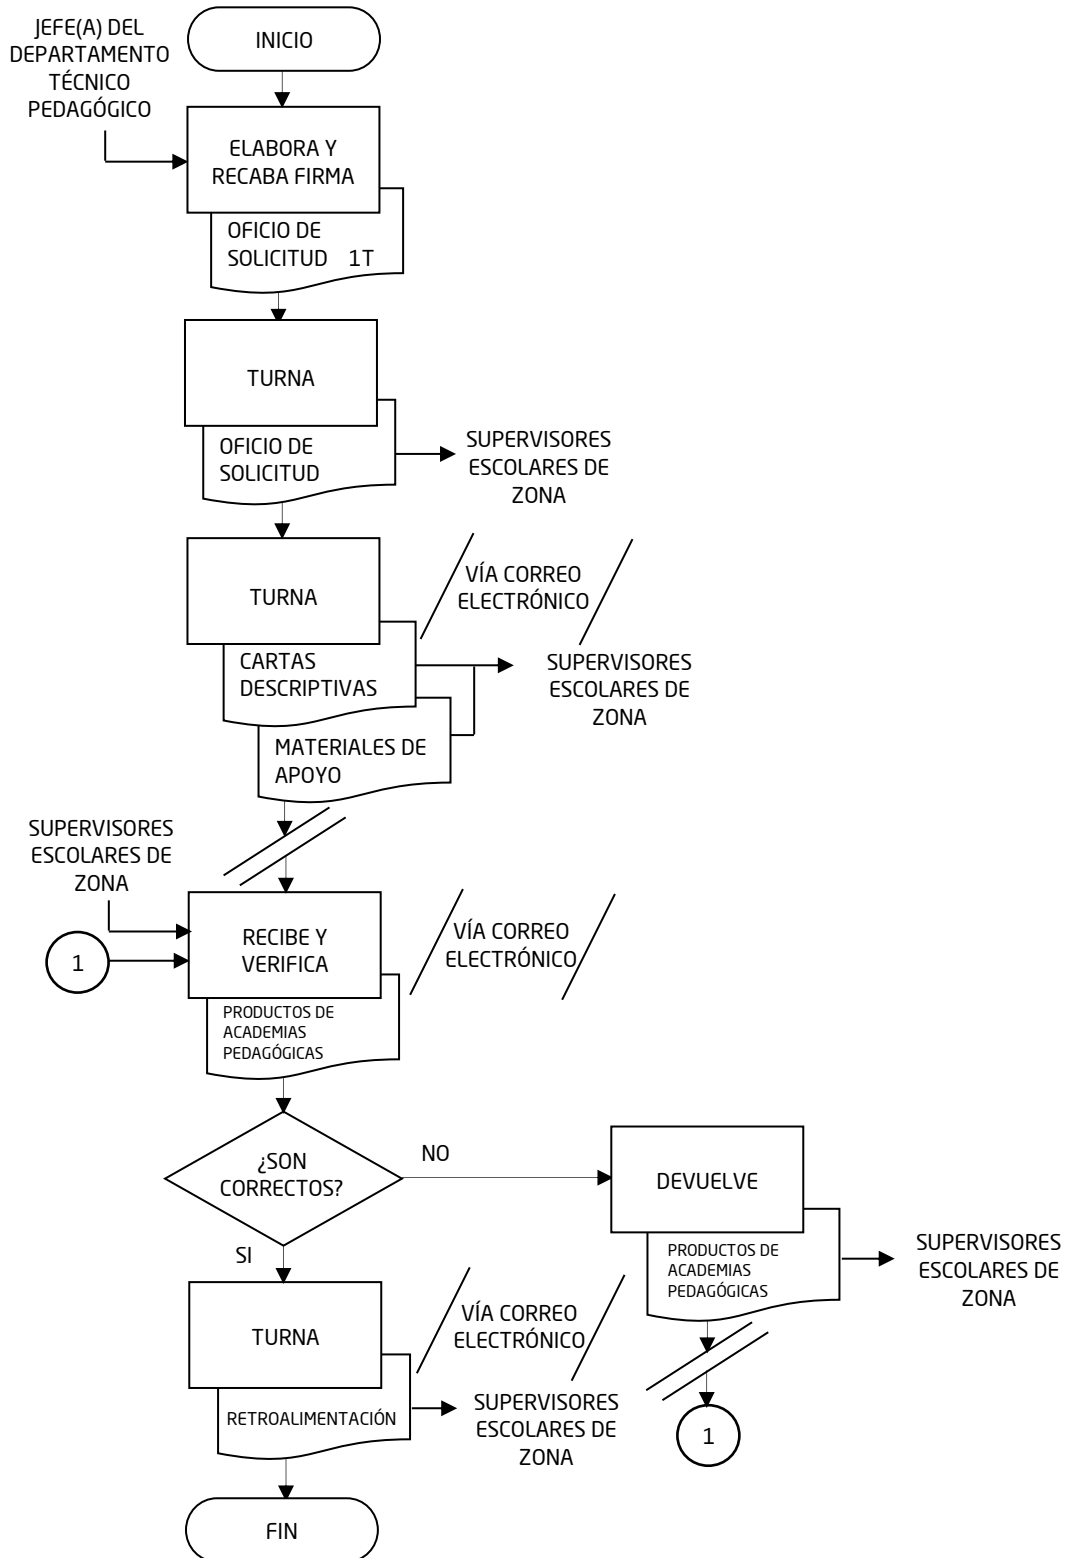 JEFE(A) DEL
DEPARTAMENTO
TÉCNICO
PEDAGÓGICO
INICIO
ELABORA Y
RECABA FIRMA
OFICIO DE
SOLICITUD 1T
TURNA
OFICIO DE
SOLICITUD
SUPERVISORES
ESCOLARES DE
ZONA
TURNA
VÍA CORREO
ELECTRÓNICO
CARTAS
DESCRIPTIVAS
SUPERVISORES
ESCOLARES DE
ZONA
MATERIALES DE
APOYO
SUPERVISORES
ESCOLARES DE
ZONA
1
RECIBE Y
VERIFICA
VÍA CORREO
ELECTRÓNICO
PRODUCTOS DE
ACADEMIAS
PEDAGÓGICAS
¿SON
CORRECTOS?
NO
DEVUELVE
PRODUCTOS DE
ACADEMIAS
PEDAGÓGICAS
SUPERVISORES
ESCOLARES DE
ZONA
SI
TURNA
VÍA CORREO
ELECTRÓNICO
RETROALIMENTACIÓN
SUPERVISORES
ESCOLARES DE
ZONA
1
FIN